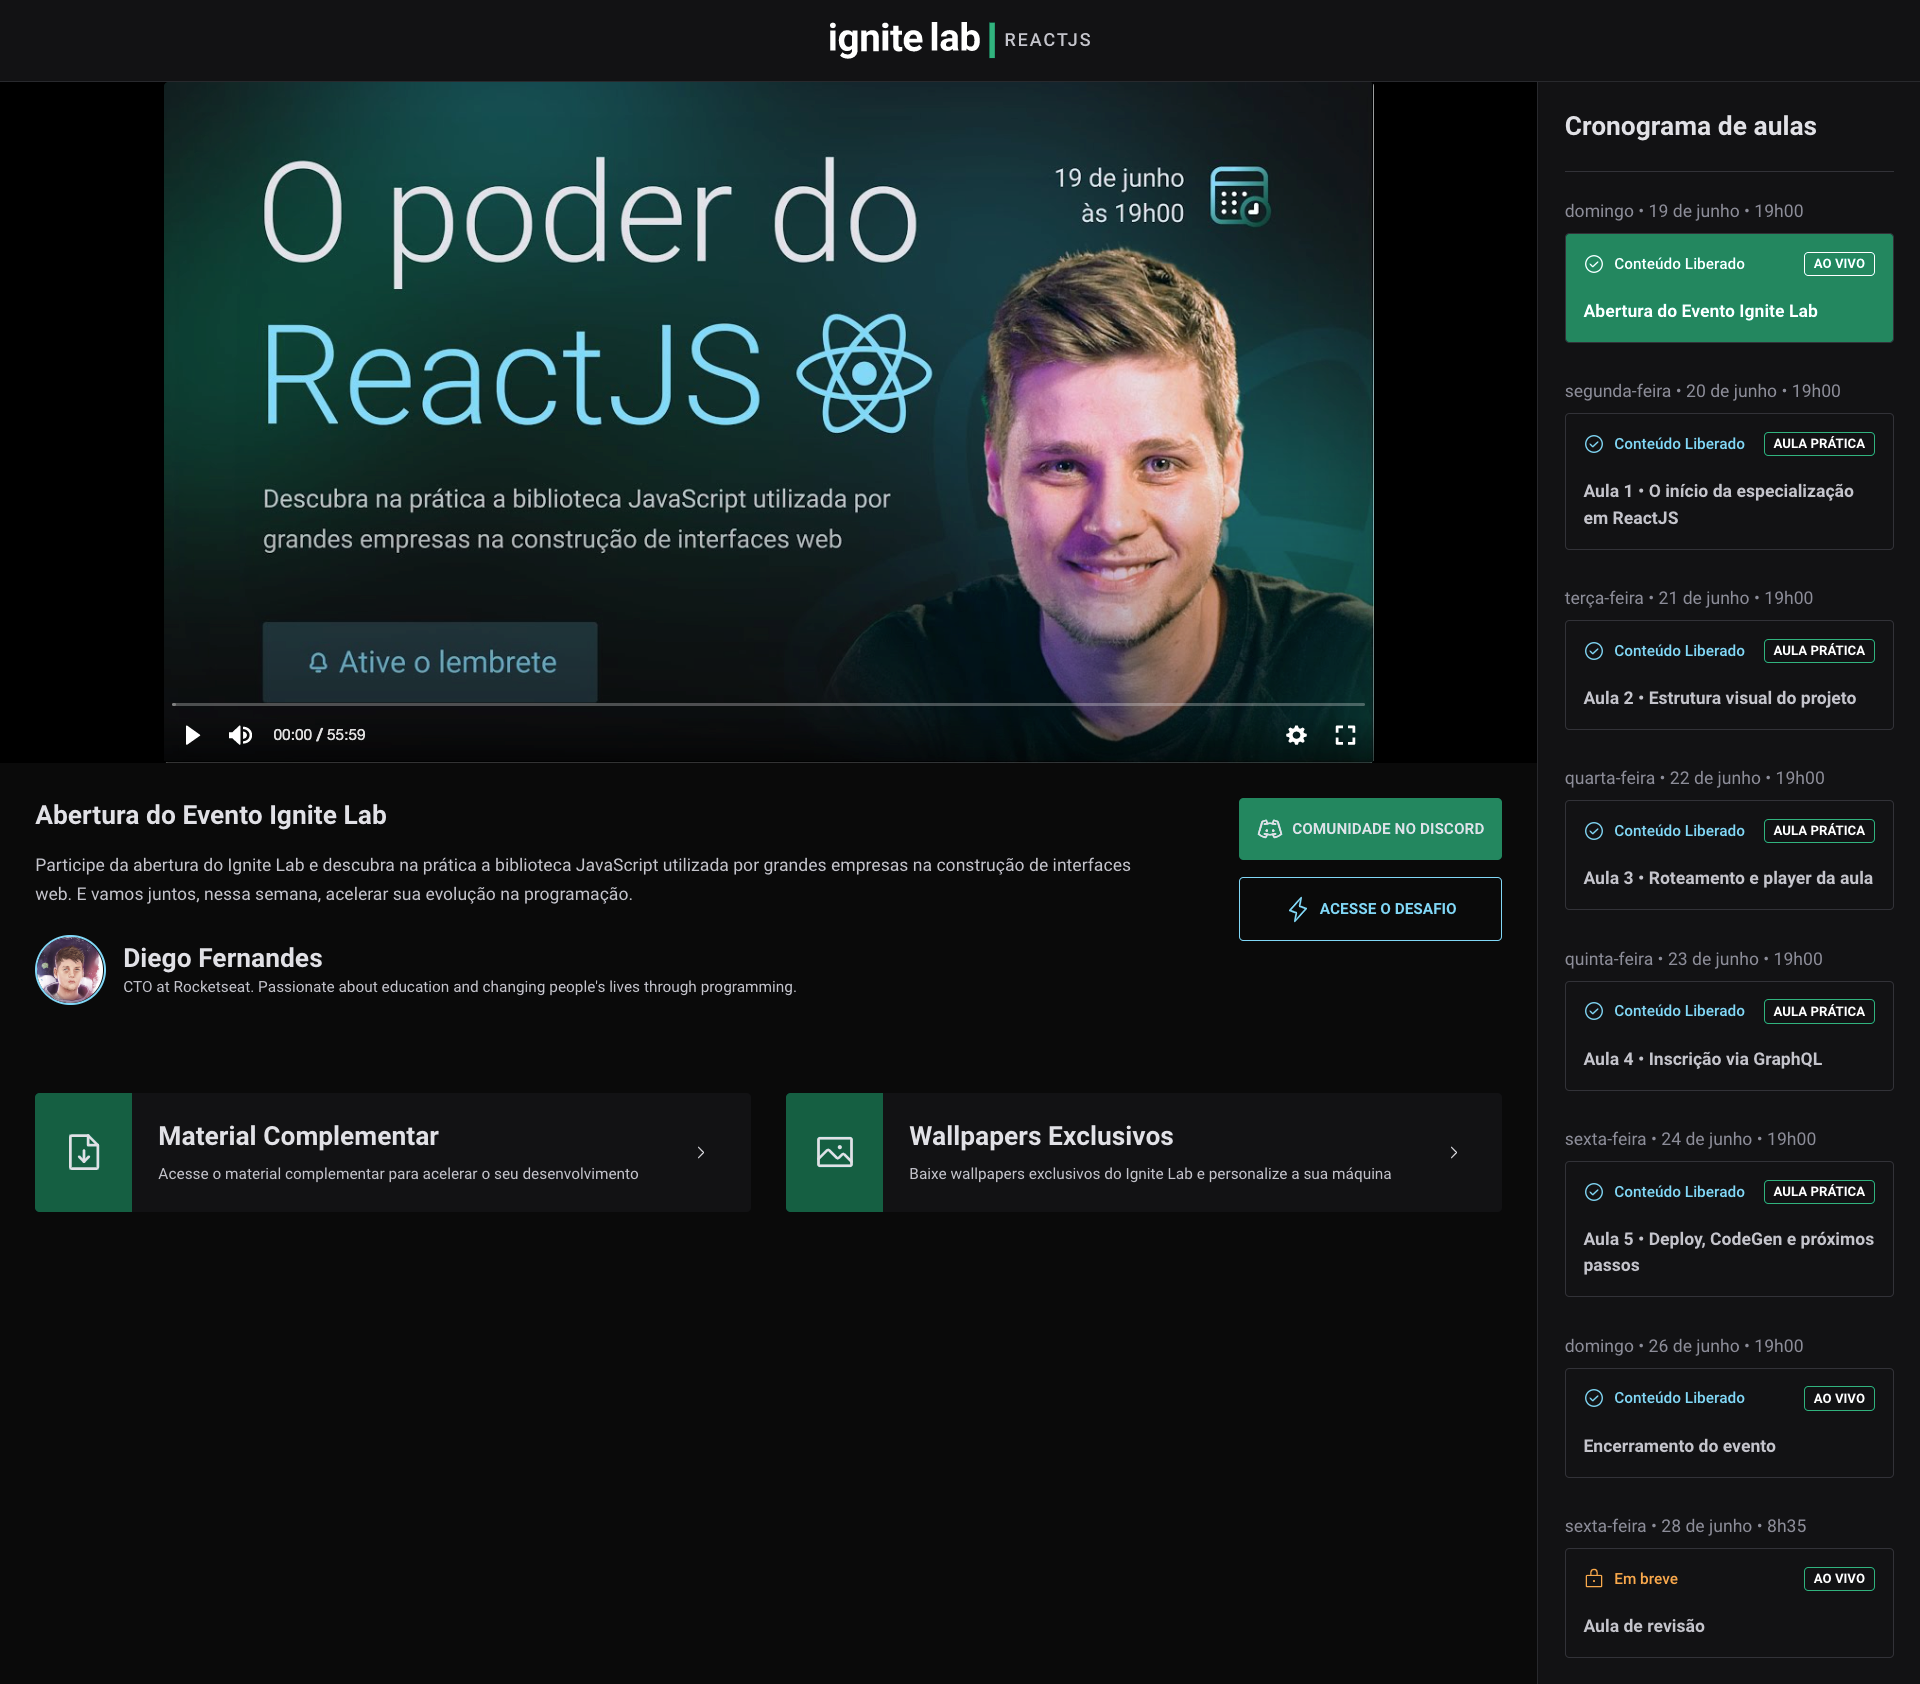 ignite lab | REACTJS
O poder do
ReactJS
19 de junho
às 19h00
Descubra na prática a biblioteca JavaScript utilizada por
grandes empresas na construção de interfaces web
Ative o lembrete
00:00 / 55:59
Abertura do Evento Ignite Lab
Participe da abertura do Ignite Lab e descubra na prática a biblioteca JavaScript utilizada por grandes empresas na construção de interfaces
web. E vamos juntos, nessa semana, acelerar sua evolução na programação.
Diego Fernandes
CTO at Rocketseat. Passionate about education and changing people's lives through programming.
COMUNIDADE NO DISCORD
ACESSE O DESAFIO
Material Complementar
Acesse o material complementar para acelerar o seu desenvolvimento
Wallpapers Exclusivos
Baixe wallpapers exclusivos do Ignite Lab e personalize a sua máquina
Cronograma de aulas
domingo • 19 de junho • 19h00
Conteúdo Liberado AO VIVO
Abertura do Evento Ignite Lab
segunda-feira • 20 de junho • 19h00
Conteúdo Liberado AULA PRÁTICA
Aula 1 • O início da especialização
em ReactJS
terça-feira • 21 de junho • 19h00
Conteúdo Liberado AULA PRÁTICA
Aula 2 • Estrutura visual do projeto
quarta-feira • 22 de junho • 19h00
Conteúdo Liberado AULA PRÁTICA
Aula 3 • Roteamento e player da aula
quinta-feira • 23 de junho • 19h00
Conteúdo Liberado AULA PRÁTICA
Aula 4 • Inscrição via GraphQL
sexta-feira • 24 de junho • 19h00
Conteúdo Liberado AULA PRÁTICA
Aula 5 • Deploy, CodeGen e próximos
passos
domingo • 26 de junho • 19h00
Conteúdo Liberado AO VIVO
Encerramento do evento
sexta-feira • 28 de junho • 8h35
Em breve AO VIVO
Aula de revisão